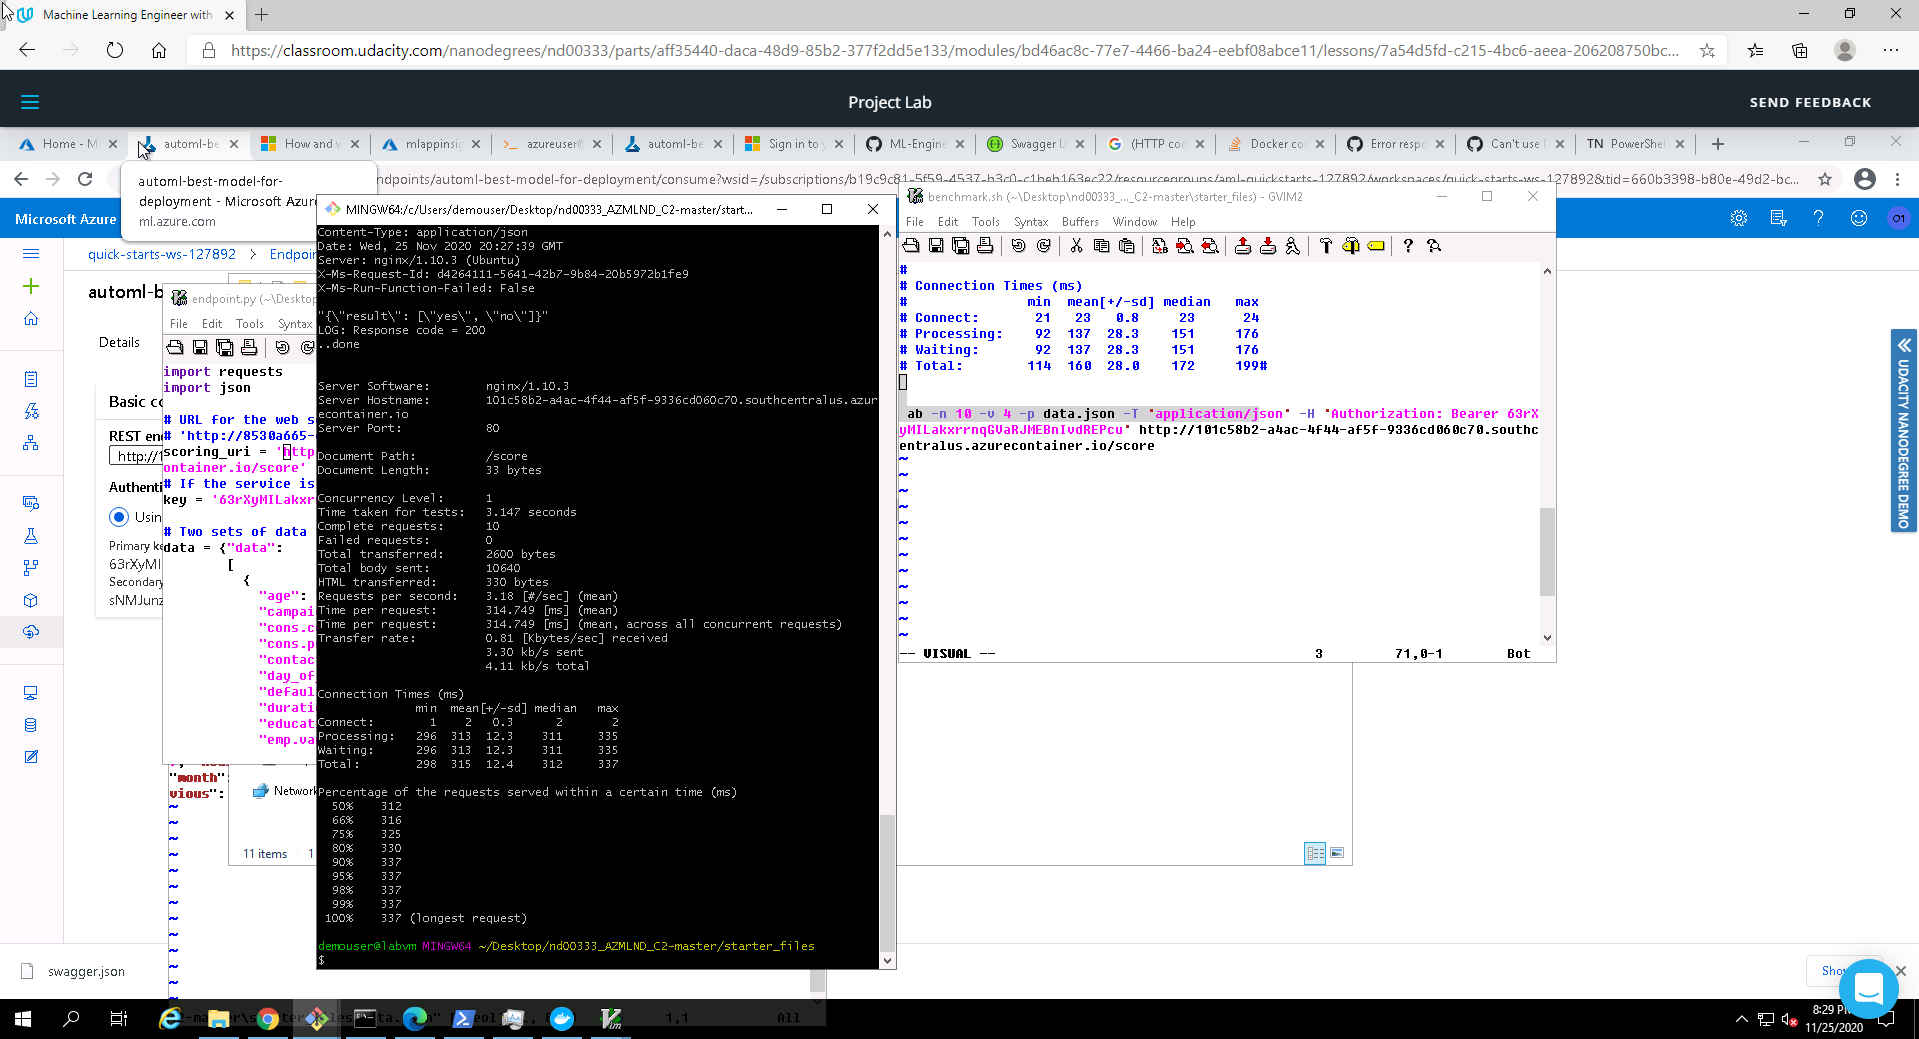 Machine Learning Engineer with
https://classroom.udacity.com/nanodegrees/nd00333/parts/aff35440-daca-48d9-85b2-377f2dd5e133/modules/bd46ac8c-77e7-4466-ba24-eebf08abce11/lessons/7a54d5fd-c215-4bc6-aeea-206208750bc...
Project Lab
SEND FEEDBACK
Home - M
automl-be
How and
mlappinsig
azureuser@
automl-be
Sign in to y
ML-Engine
Swagger U
(HTTP co
Docker co
Error resp
Can't use
TN PowerShel
automl-best-model-for-
deployment - Microsoft Azure
ml.azure.com
ndpoints/automl-best-model-for-deployment/consume?wsid=/subscriptions/b19c9c81-5f59-4537-b3c0-c1beb163ec22/resourcegroups/aml-quickstarts-127892/workspaces/quick-starts-ws-127892&tid=660b3398-b80e-49d2-bc...
Microsoft Azure
O1
quick-starts-ws-127892 > Endpoin
automl-b
Details
Basic co
REST en
http://1
Authenti
Usin
Primary ke
63rXyMI
Secondary
sNMJunz
endpoint.py (~\Desktop
File Edit Tools Syntax
import requests
import json
# URL for the web s
# 'http://8530a665-
scoring_uri = 'http
ontainer.io/score'
# If the service is
key = '63rXyMILakxr
# Two sets of data
data = {"data":
[
{
"age":
"campai
"cons.c
"cons.p
"contac
"day_of
"defaul
"durati
"educat
"emp.va
"month":
vious":
Network
11 items 1
MINGW64:/c/Users/demouser/Desktop/nd00333_AZMLND_C2-master/start...
Content-Type: application/json
Date: Wed, 25 Nov 2020 20:27:39 GMT
Server: nginx/1.10.3 (Ubuntu)
X-Ms-Request-Id: d4264111-5641-42b7-9b84-20b5972b1fe9
X-Ms-Run-Function-Failed: False
"{\"result\": [\"yes\", \"no\"]}"
LOG: Response code = 200
..done
Server Software: nginx/1.10.3
Server Hostname: 101c58b2-a4ac-4f44-af5f-9336cd060c70.southcentralus.azur
econtainer.io
Server Port: 80
Document Path: /score
Document Length: 33 bytes
Concurrency Level: 1
Time taken for tests: 3.147 seconds
Complete requests: 10
Failed requests: 0
Total transferred: 2600 bytes
Total body sent: 10640
HTML transferred: 330 bytes
Requests per second: 3.18 [#/sec] (mean)
Time per request: 314.749 [ms] (mean)
Time per request: 314.749 [ms] (mean, across all concurrent requests)
Transfer rate: 0.81 [Kbytes/sec] received
3.30 kb/s sent
4.11 kb/s total
Connection Times (ms)
min mean[+/-sd] median max
Connect: 1 2 0.3 2 2
Processing: 296 313 12.3 311 335
Waiting: 296 313 12.3 311 335
Total: 298 315 12.4 312 337
Percentage of the requests served within a certain time (ms)
50% 312
66% 316
75% 325
80% 330
90% 337
95% 337
98% 337
99% 337
100% 337 (longest request)
demouser@labvm MINGW64 ~/Desktop/nd00333_AZMLND_C2-master/starter_files
$
benchmark.sh (~\Desktop\nd00333_..._C2-master\starter_files) - GVIM2
File Edit Tools Syntax Buffers Window Help
#
# Connection Times (ms)
# min mean[+/-sd] median max
# Connect: 21 23 0.8 23 24
# Processing: 92 137 28.3 151 176
# Waiting: 92 137 28.3 151 176
# Total: 114 160 28.0 172 199#
ab -n 10 -v 4 -p data.json -T 'application/json' -H 'Authorization: Bearer 63rX
yMILakxrrnqGVaRJMEBnIvdREPcu' http://101c58b2-a4ac-4f44-af5f-9336cd060c70.southc
entralus.azurecontainer.io/score
~
~
~
~
~
~
~
~
~
~
~
~
-- VISUAL -- 3 71,0-1 Bot
UDACITY NANODEGREE DEMO
swagger.json
Show
1,1 All
8:29 PM
11/25/2020